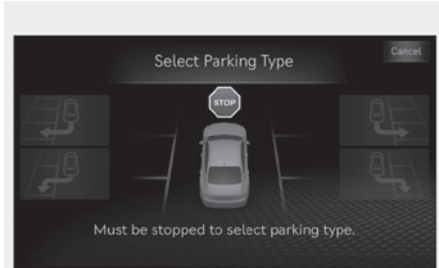 Select Parking Type
Cancel
STOP
Must be stopped to select parking type.